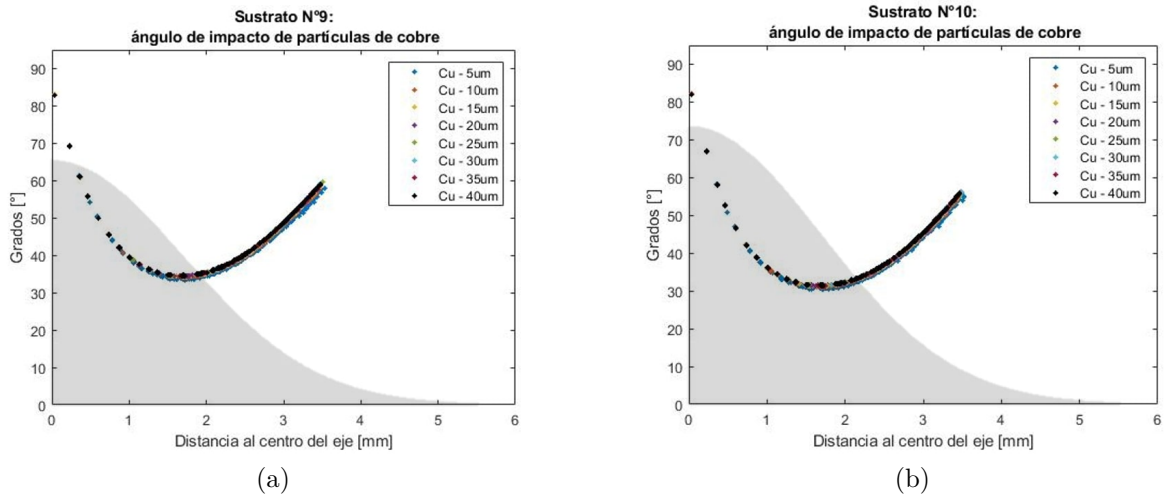 Sustrato N°9:
ángulo de impacto de partículas de cobre
Grados [°]
90
80
70
60
50
40
30
20
10
0
0 1 2 3 4 5 6
Distancia al centro del eje [mm]
Cu - 5um
Cu - 10um
Cu - 15um
Cu - 20um
Cu - 25um
Cu - 30um
Cu - 35um
Cu - 40um
(a)
Sustrato N°10:
ángulo de impacto de partículas de cobre
Grados [°]
90
80
70
60
50
40
30
20
10
0
0 1 2 3 4 5 6
Distancia al centro del eje [mm]
Cu - 5um
Cu - 10um
Cu - 15um
Cu - 20um
Cu - 25um
Cu - 30um
Cu - 35um
Cu - 40um
(b)